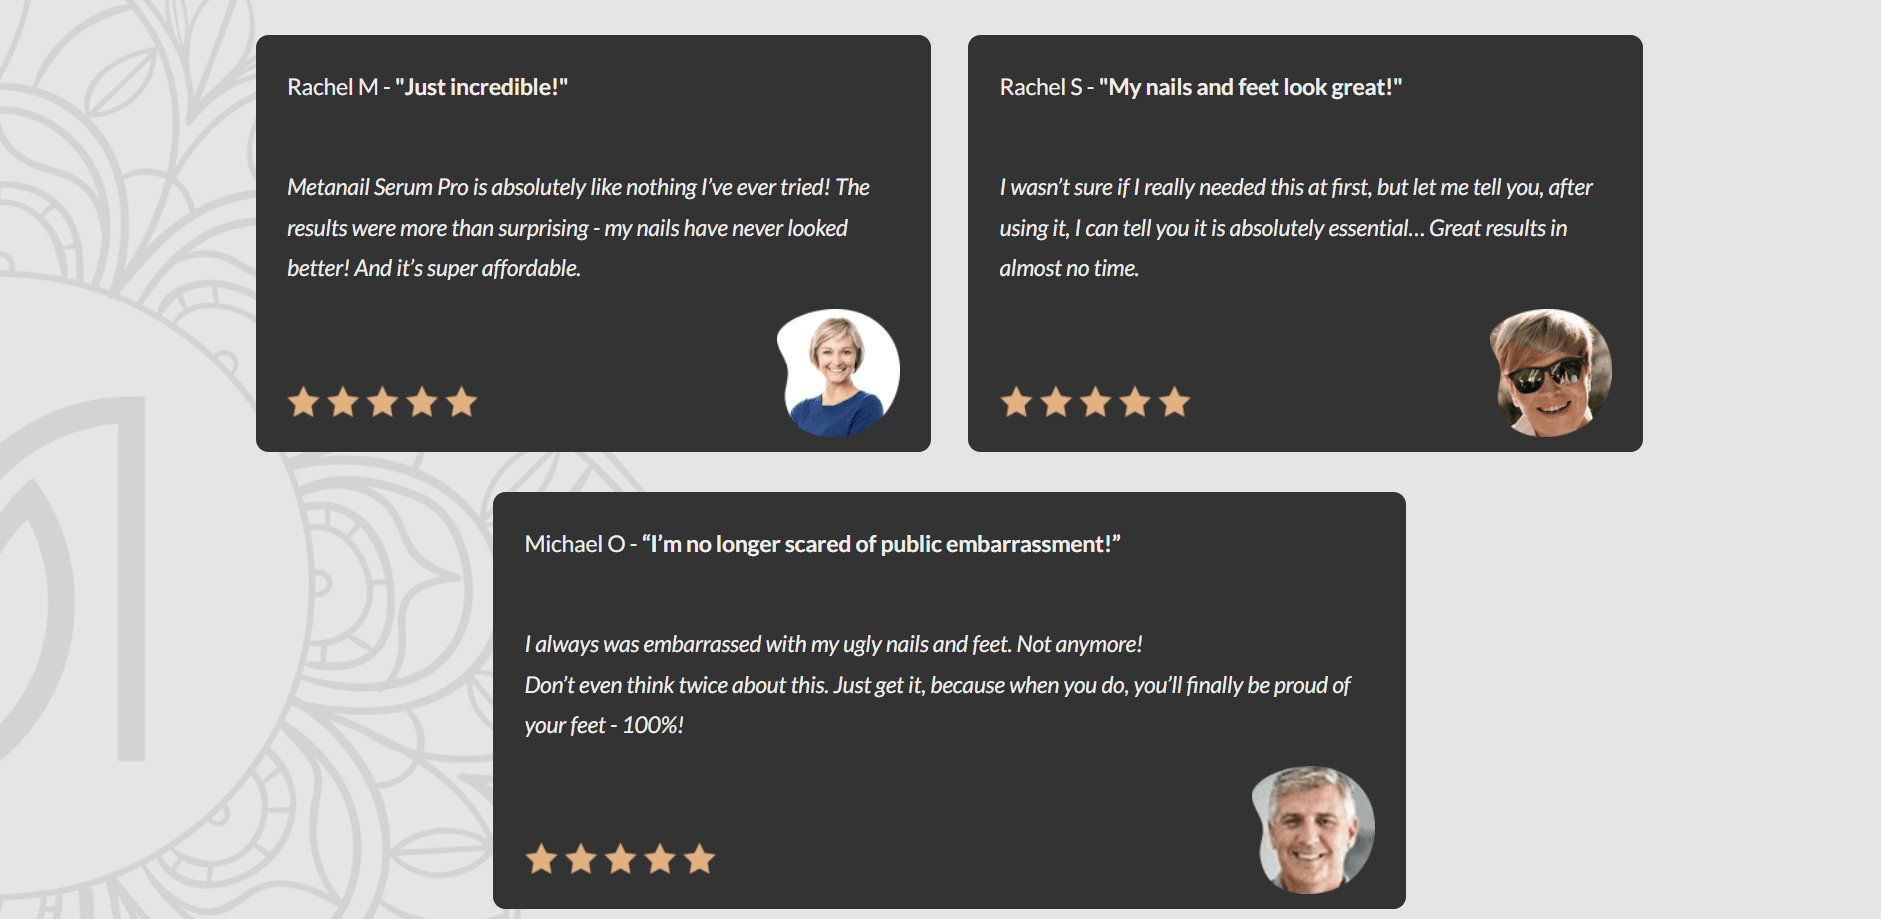 Rachel M - "Just incredible!"
Metanail Serum Pro is absolutely like nothing I’ve ever tried! The
results were more than surprising - my nails have never looked
better! And it’s super affordable.
Rachel S - "My nails and feet look great!"
I wasn’t sure if I really needed this at first, but let me tell you, after
using it, I can tell you it is absolutely essential... Great results in
almost no time.
Michael O - “I’m no longer scared of public embarrassment!”
I always was embarrassed with my ugly nails and feet. Not anymore!
Don’t even think twice about this. Just get it, because when you do, you’ll finally be proud of
your feet - 100%!